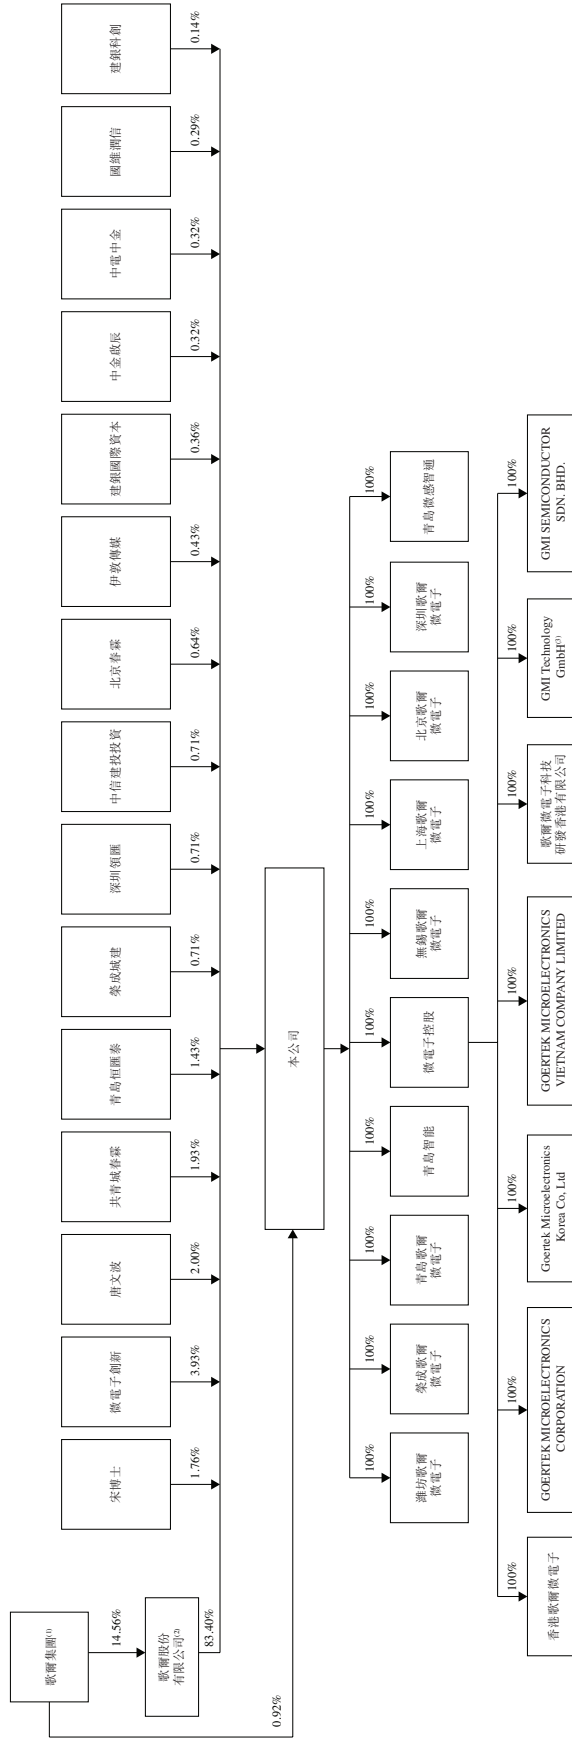 歌爾集團⁽¹⁾
14.56%
歌爾股份
有限公司⁽²⁾
83.40%
0.92%
宋博士
1.76%
微電子創新
3.93%
唐文波
2.00%
共青城春霖
1.93%
青島恒匯泰
1.43%
榮成城建
0.71%
深圳領匯
0.71%
中信建投投資
0.71%
北京春霖
0.64%
伊敦傳媒
0.43%
建銀國際資本
0.36%
中金啟辰
0.32%
中電中金
0.32%
國維潤信
0.29%
建銀科創
0.14%
本公司
100%
濰坊歌爾
微電子
100%
榮成歌爾
微電子
100%
青島歌爾
微電子
100%
青島智能
100%
微電子控股
100%
無錫歌爾
微電子
100%
上海歌爾
微電子
100%
北京歌爾
微電子
100%
深圳歌爾
微電子
100%
青島微感智通
100%
香港歌爾微電子
100%
GOERTEK MICROELECTRONICS
CORPORATION
100%
Goertek Microelectronics
Korea Co, Ltd
100%
GOERTEK MICROELECTRONICS
VIETNAM COMPANY LIMITED
100%
歌爾微電子科技
研發香港有限公司
100%
GMI Technology
GmbH⁽³⁾
100%
GMI SEMICONDUCTOR
SDN. BHD.